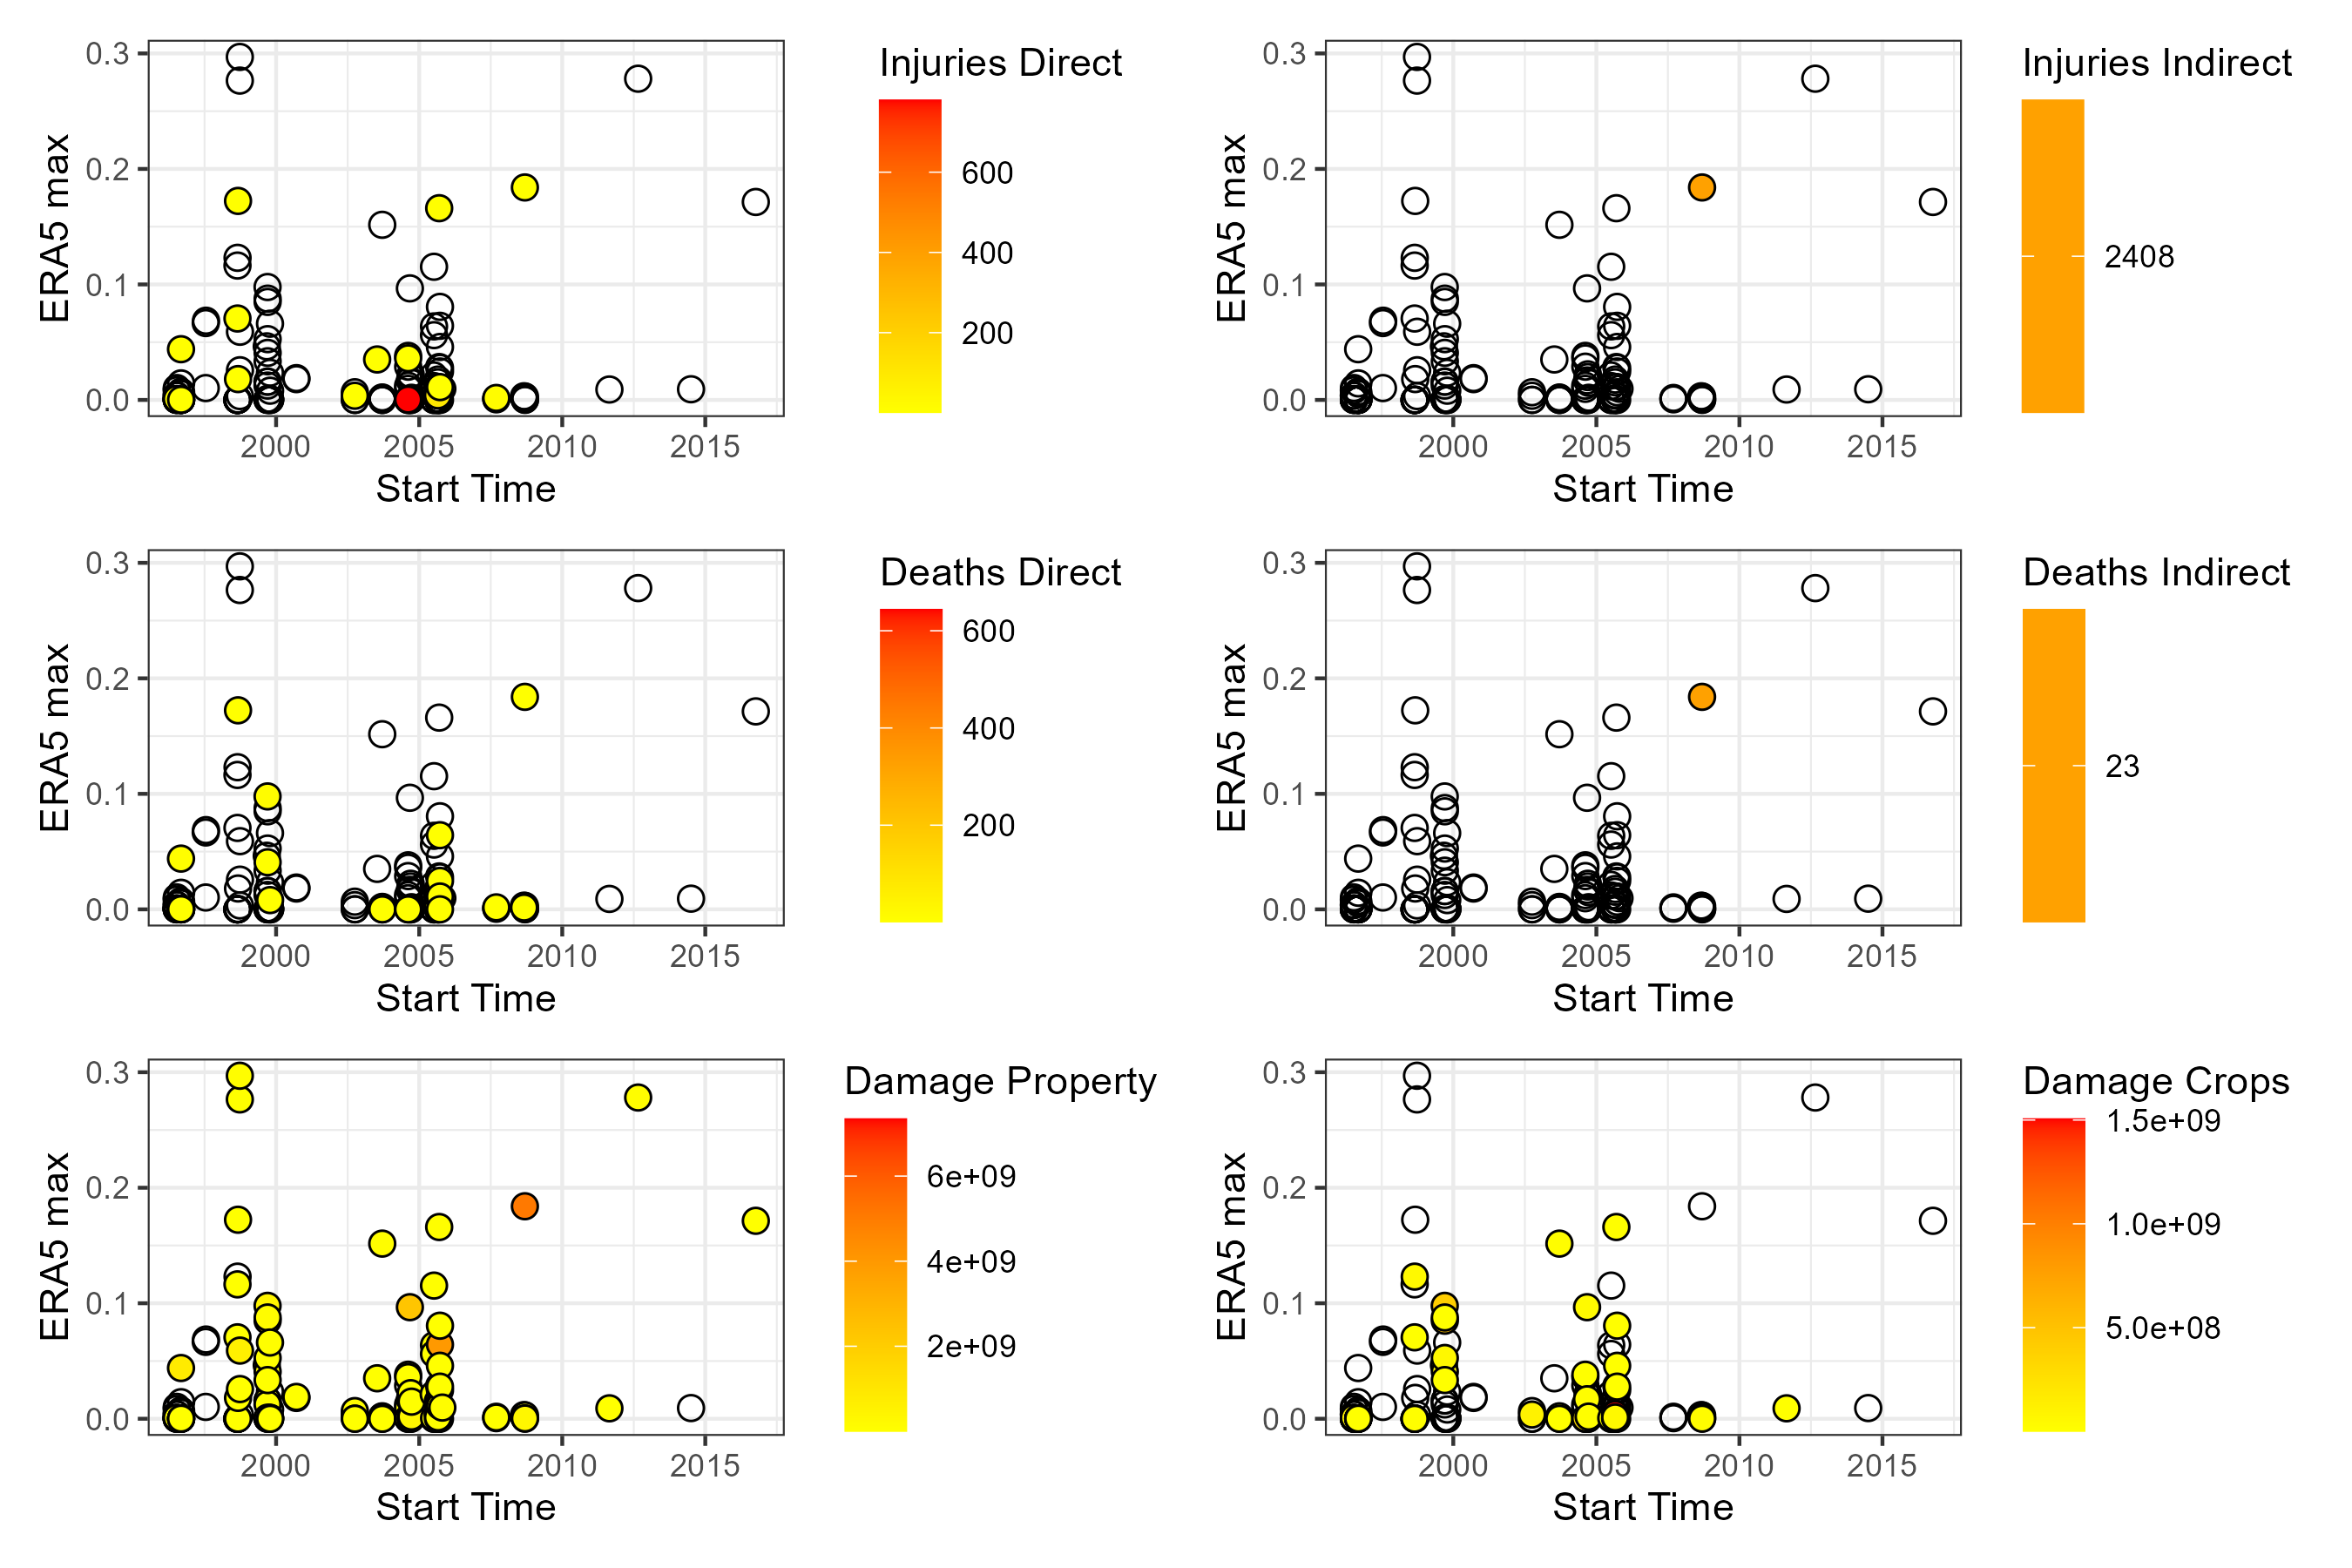 Injuries Direct
600
400
200
0.3
0.2
0.1
0.0
ERA5 max
2000 2005 2010 2015
Start Time
Injuries Indirect
2408
0.3
0.2
0.1
0.0
ERA5 max
2000 2005 2010 2015
Start Time
Deaths Direct
600
400
200
0.3
0.2
0.1
0.0
ERA5 max
2000 2005 2010 2015
Start Time
Deaths Indirect
23
0.3
0.2
0.1
0.0
ERA5 max
2000 2005 2010 2015
Start Time
Damage Property
6e+09
4e+09
2e+09
0.3
0.2
0.1
0.0
ERA5 max
2000 2005 2010 2015
Start Time
Damage Crops
1.5e+09
1.0e+09
5.0e+08
0.3
0.2
0.1
0.0
ERA5 max
2000 2005 2010 2015
Start Time